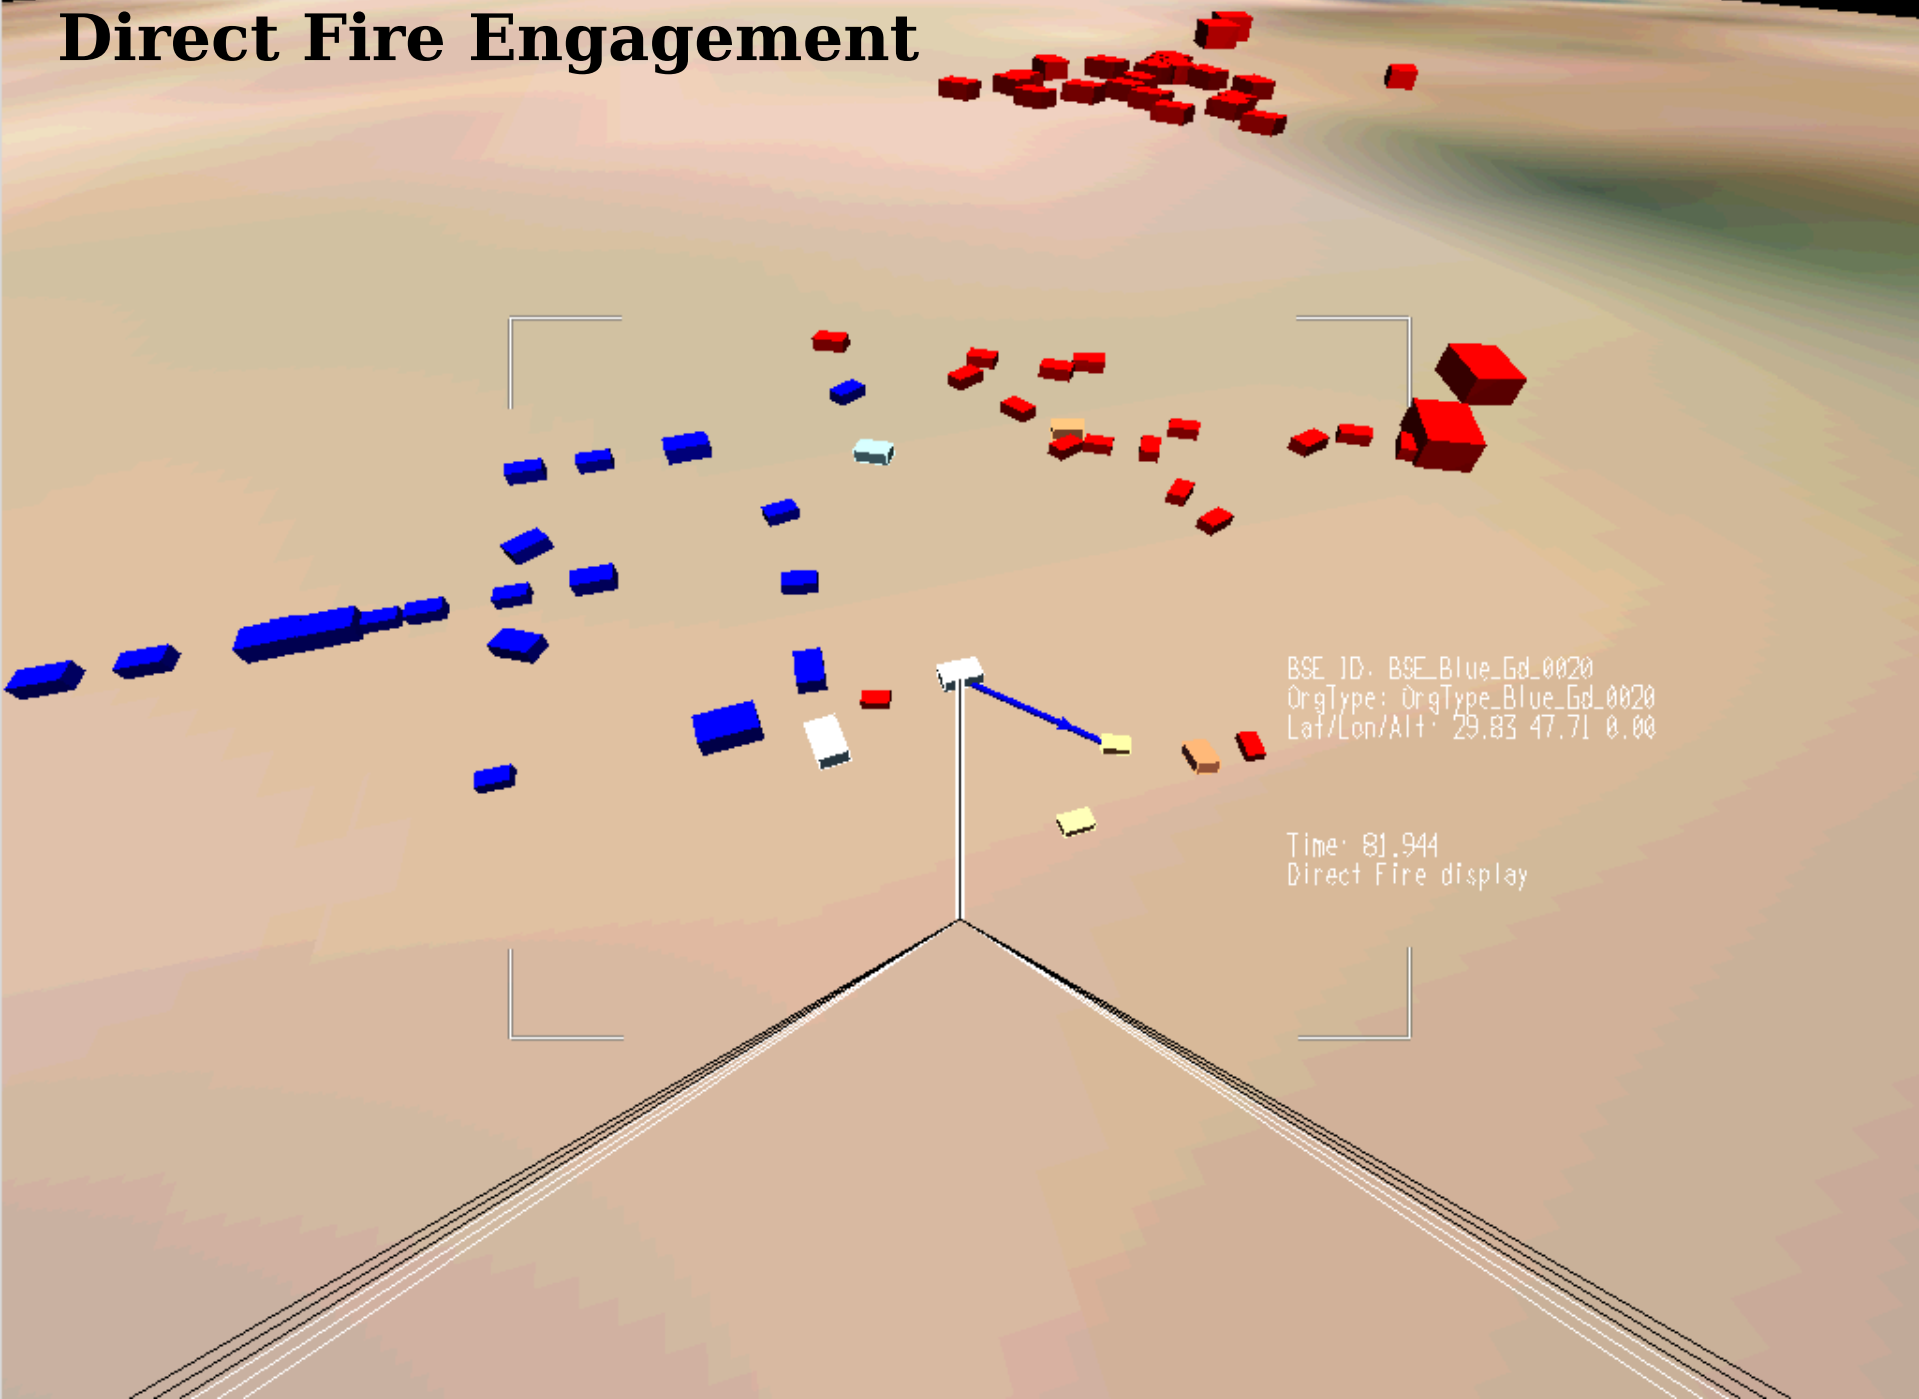 Direct Fire Engagement
BSE ID: BSE_Blue_Gd_0020
OrgType: OrgType_Blue_Gd_0020
Lat/Lon/Alt: 29.83 47.71 0.00
Time: 81.944
Direct Fire display